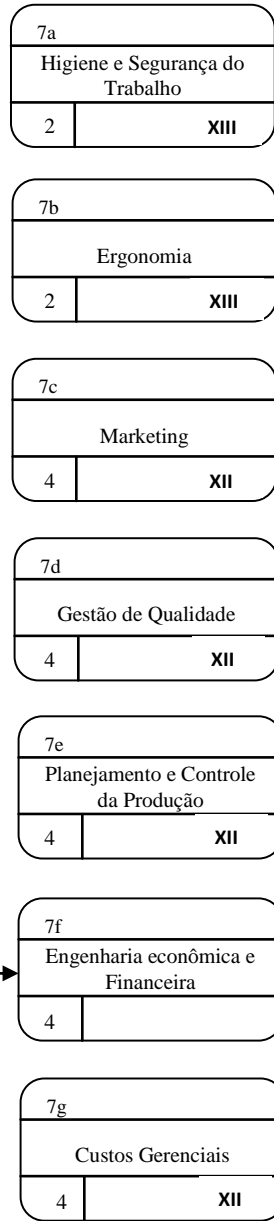 7a
Higiene e Segurança do
Trabalho
2 XIII
7b
Ergonomia
2 XIII
7c
Marketing
4 XII
7d
Gestão de Qualidade
4 XII
7e
Planejamento e Controle
da Produção
4 XII
7f
Engenharia econômica e
Financeira
4
7g
Custos Gerenciais
4 XII